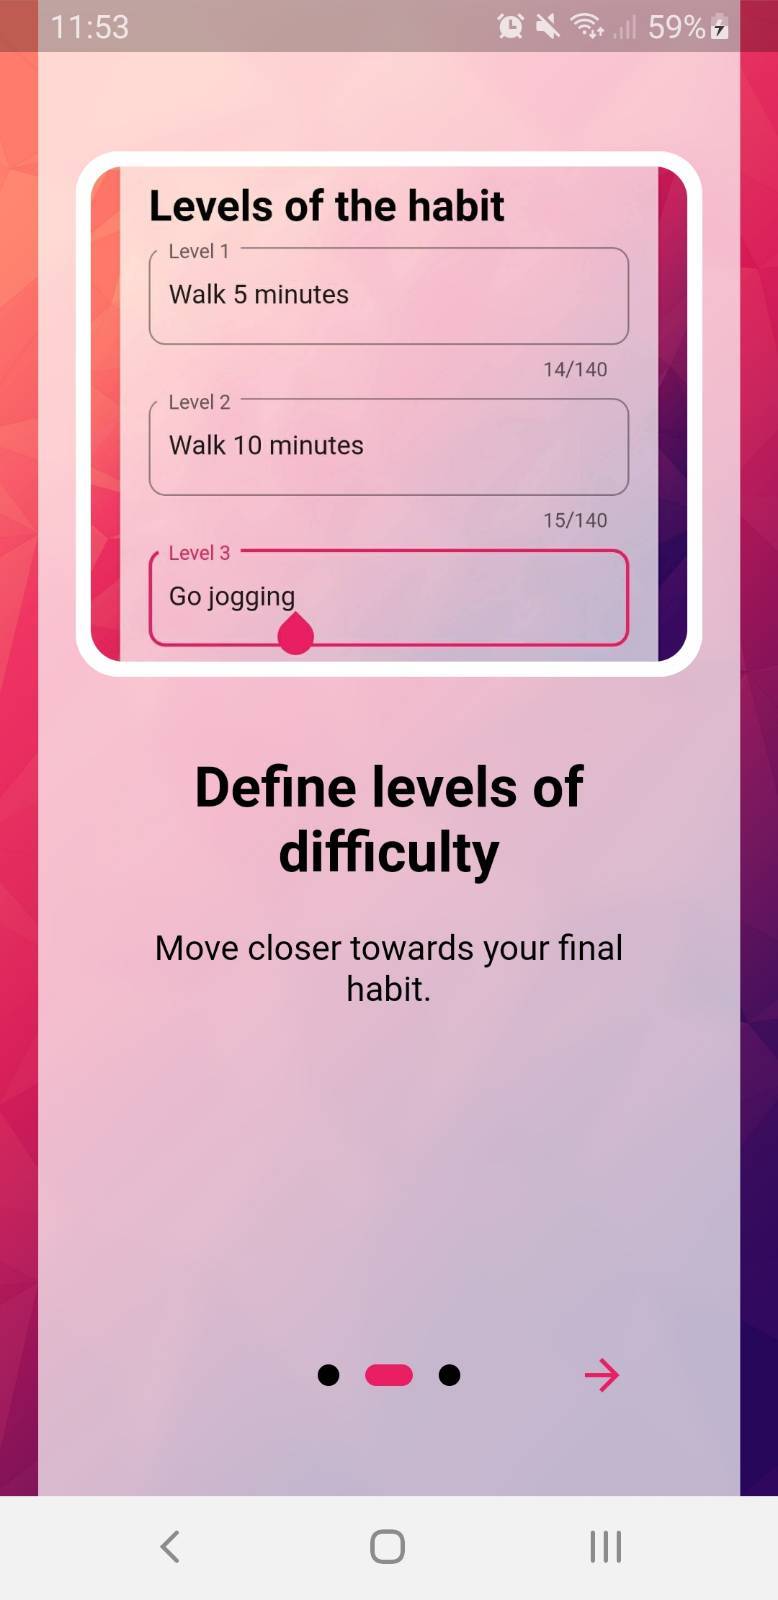 11:53
59%
Levels of the habit
Level 1
Walk 5 minutes
14/140
Level 2
Walk 10 minutes
15/140
Level 3
Go jogging
Define levels of
difficulty
Move closer towards your final
habit.